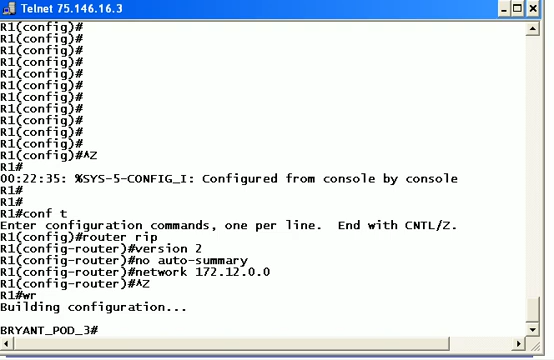 Telnet 75.146.16.3
R1(config)#
R1(config)#
R1(config)#
R1(config)#
R1(config)#
R1(config)#
R1(config)#
R1(config)#
R1(config)#
R1(config)#
R1(config)#
R1(config)#^Z
R1#
00:22:35: %SYS-5-CONFIG_I: Configured from console by console
R1#
R1#
R1#conf t
Enter configuration commands, one per line.  End with CNTL/Z.
R1(config)#router rip
R1(config-router)#version 2
R1(config-router)#no auto-summary
R1(config-router)#network 172.12.0.0
R1(config-router)#^Z
R1#wr
Building configuration...
BRYANT_POD_3#